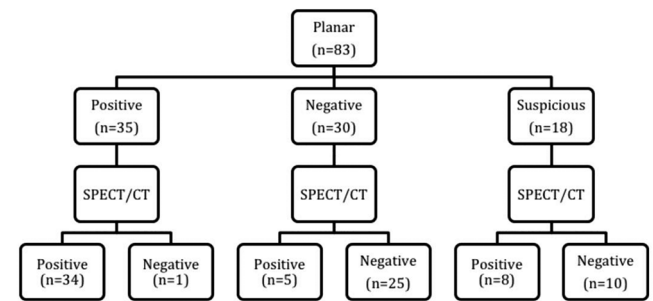 Planar
(n=83)
Positive
(n=35)
Negative
(n=30)
Suspicious
(n=18)
SPECT/CT
SPECT/CT
SPECT/CT
Positive
(n=34)
Negative
(n=1)
Positive
(n=5)
Negative
(n=25)
Positive
(n=8)
Negative
(n=10)